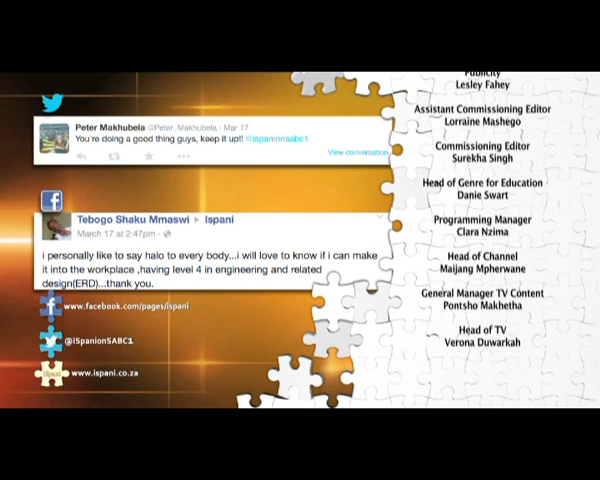 Peter Makhubela @Peter_Makhubela · Mar 17
You're doing a good thing guys, keep it up!! @ispanionsabc1
View conversation
Tebogo Shaku Mmaswi ▸ Ispani
March 17 at 2:47pm ·
i personally like to say halo to every body...i will love to know if i can make
it into the workplace ,having level 4 in engineering and related
design(ERD)...thank you.
www.facebook.com/pages/ispani
@iSpanionSABC1
ispani
www.ispani.co.za
Publicity
Lesley Fahey
Assistant Commissioning Editor
Lorraine Mashego
Commissioning Editor
Surekha Singh
Head of Genre for Education
Danie Swart
Programming Manager
Clara Nzima
Head of Channel
Maijang Mpherwane
General Manager TV Content
Pontsho Makhetha
Head of TV
Verona Duwarkah